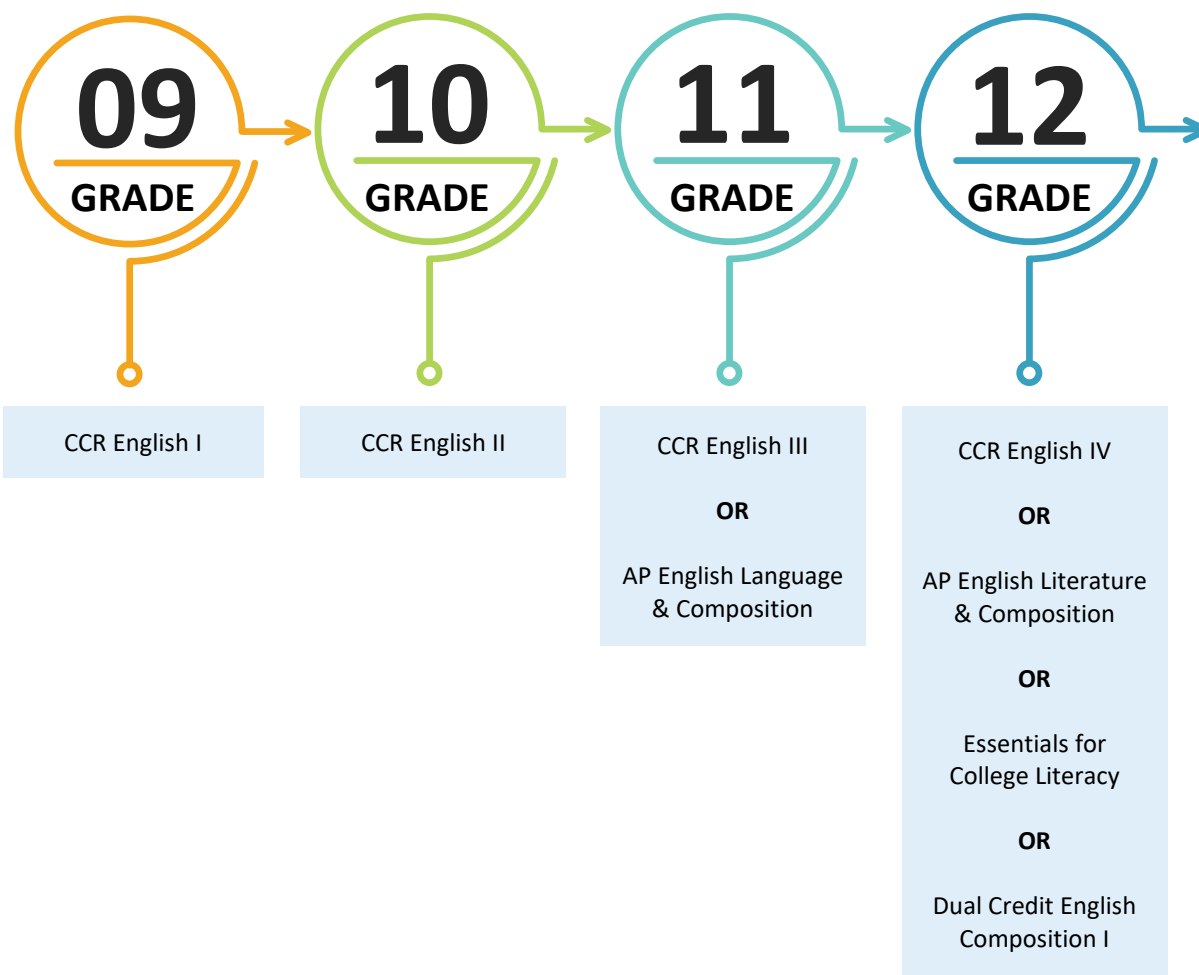 09
GRADE
10
GRADE
11
GRADE
12
GRADE
CCR English I
CCR English II
CCR English III
OR
AP English Language
& Composition
CCR English IV
OR
AP English Literature
& Composition
OR
Essentials for
College Literacy
OR
Dual Credit English
Composition I